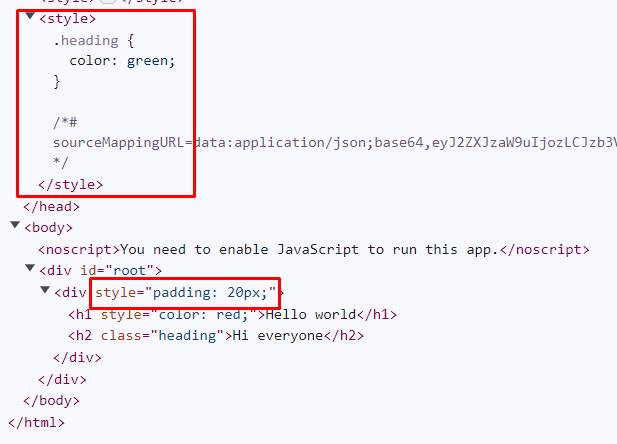 <style>
.heading {
color: green;
}
/*#
sourceMappingURL=data:application/json;base64,eyJ2ZXJzaW9uIjozLCJzb3V
*/
</style>
</head>
<body>
<noscript>You need to enable JavaScript to run this app.</noscript>
<div id="root">
<div style="padding: 20px;">
<h1 style="color: red;">Hello world</h1>
<h2 class="heading">Hi everyone</h2>
</div>
</div>
</body>
</html>